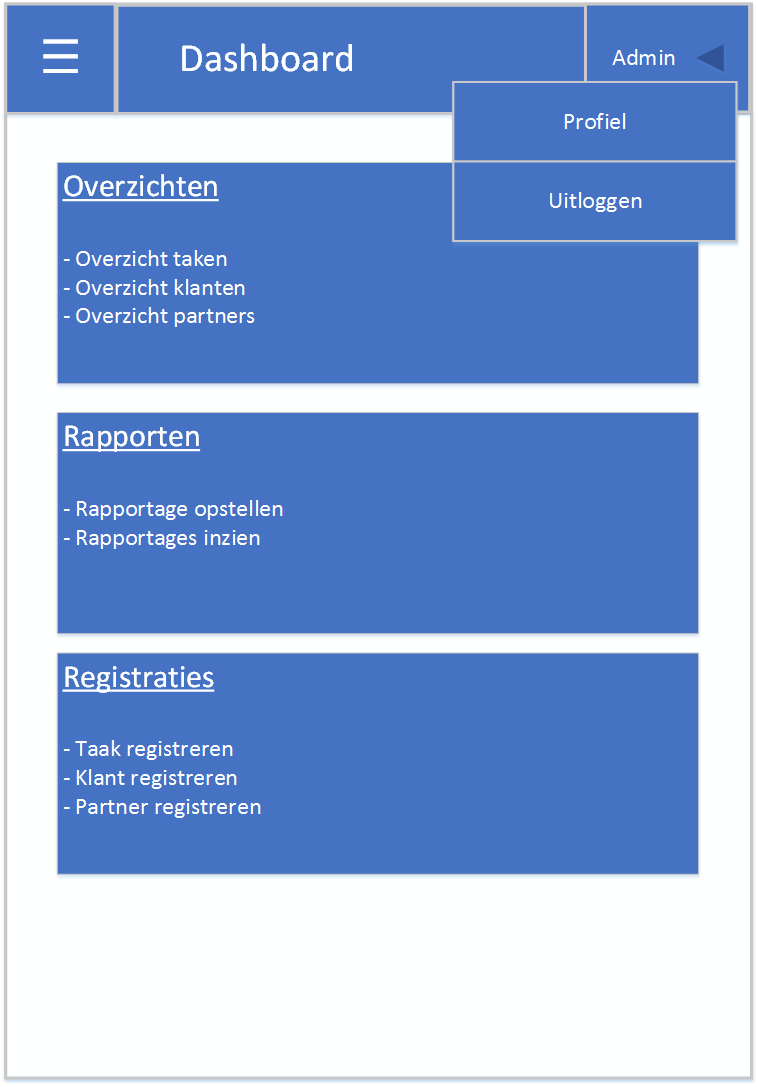 Dashboard
Admin
Profiel
Uitloggen
Overzichten
- Overzicht taken
- Overzicht klanten
- Overzicht partners
Rapporten
- Rapportage opstellen
- Rapportages inzien
Registraties
- Taak registreren
- Klant registreren
- Partner registreren